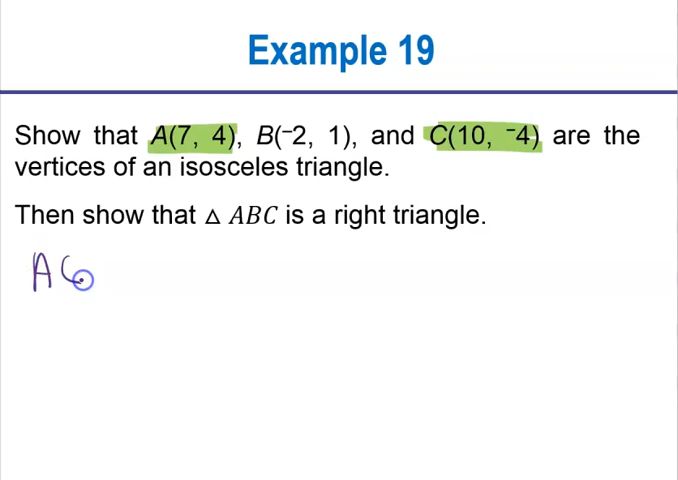 Example 19
Show that A(7, 4), B(⁻2, 1), and C(10, ⁻4) are the
vertices of an isosceles triangle.
Then show that △ ABC is a right triangle.
AC